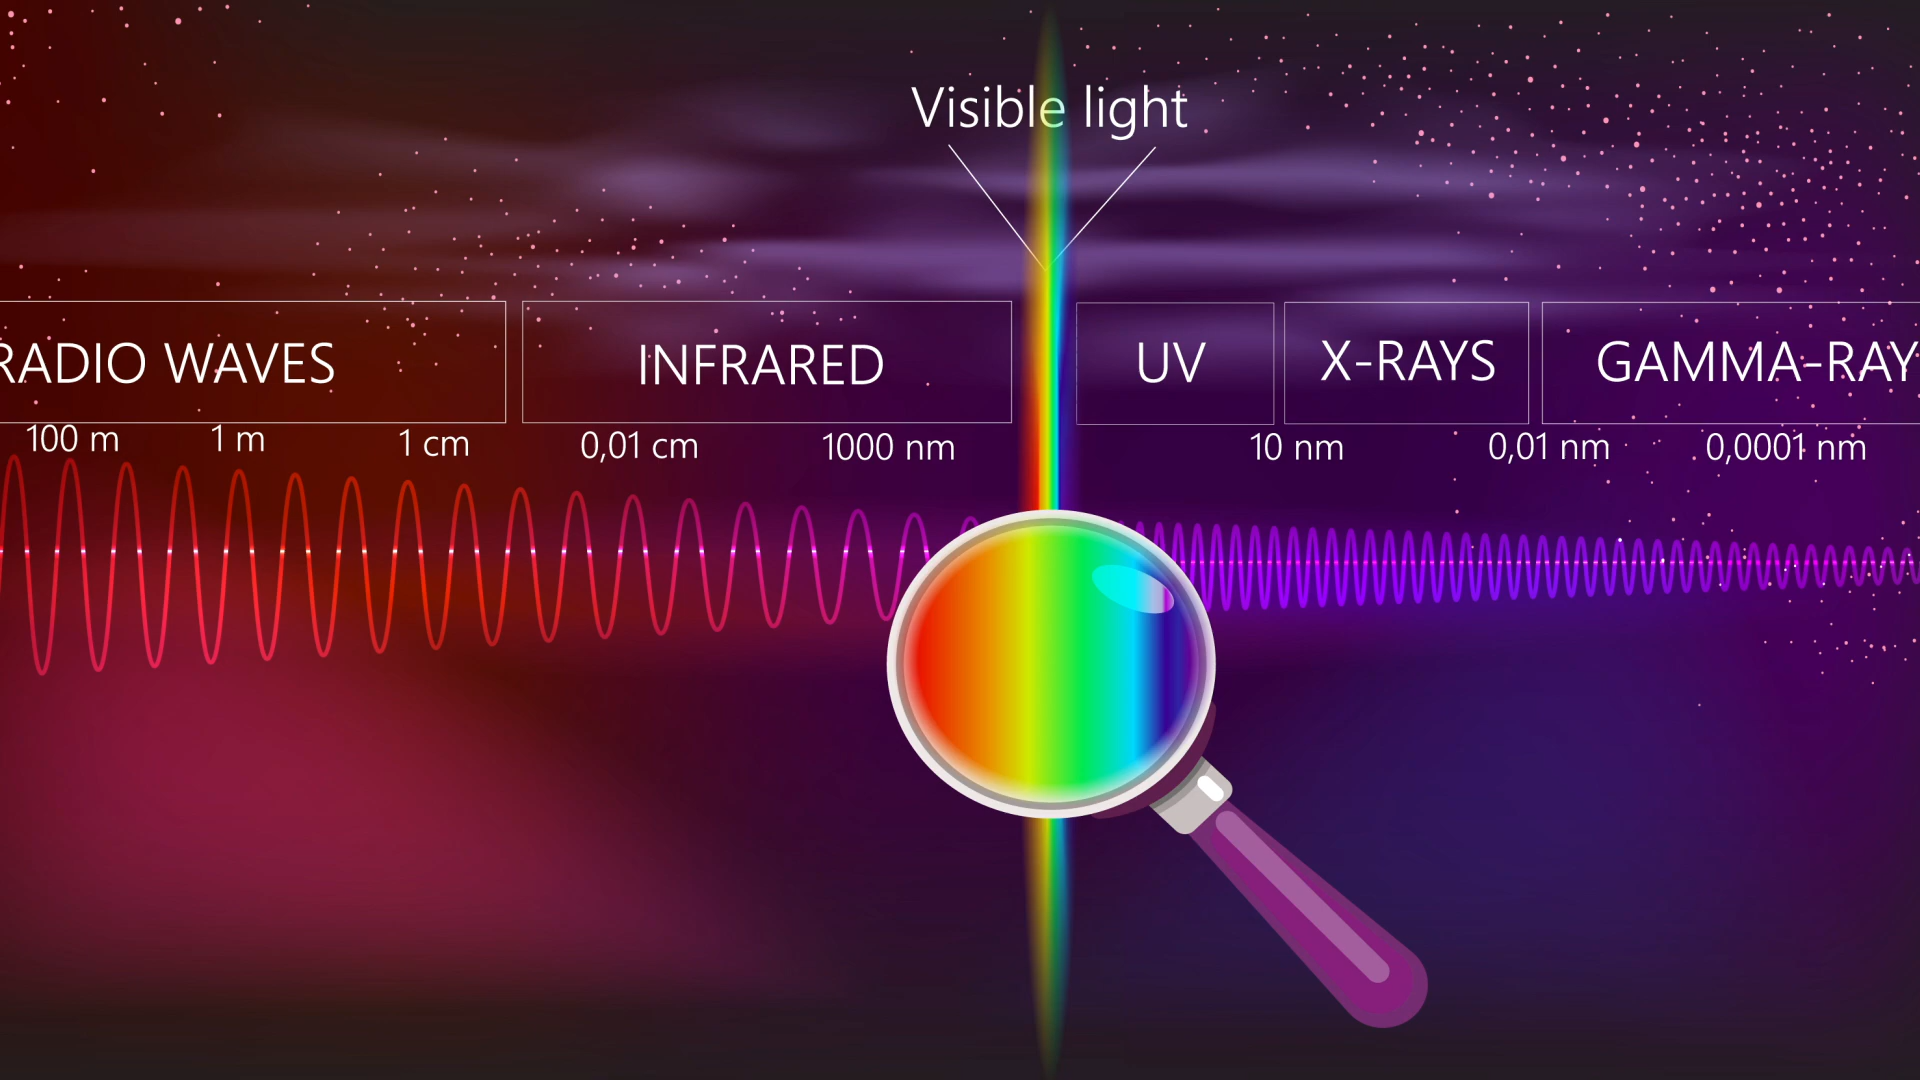 Visible light
RADIO WAVES
INFRARED
UV
X-RAYS
GAMMA-RAY
100 m
1 m
1 cm
0,01 cm
1000 nm
10 nm
0,01 nm
0,0001 nm